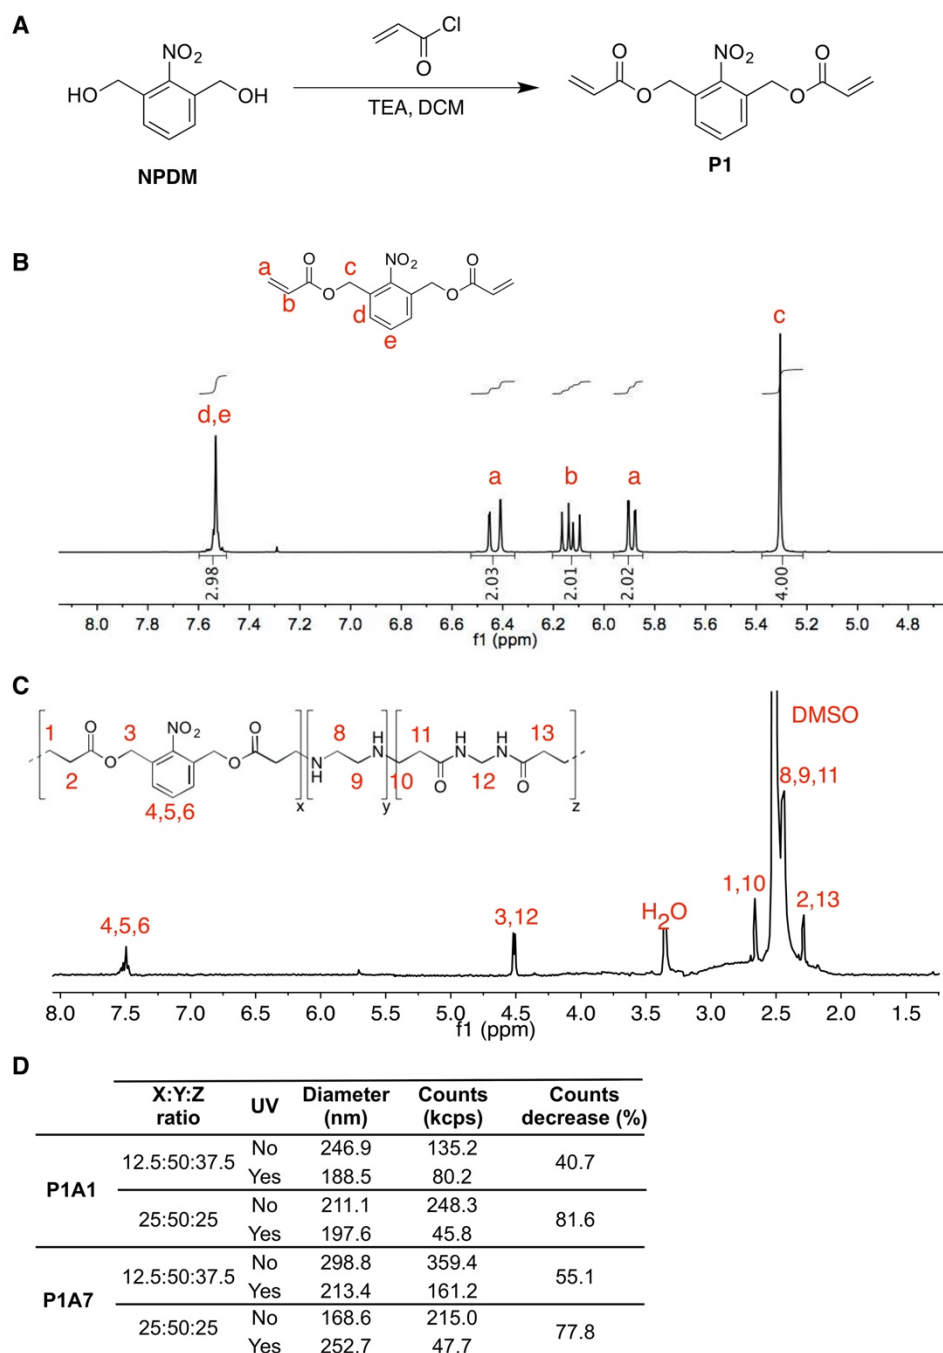 A
Cl
O
NO₂
HO
OH
TEA, DCM
NPDM
O
NO₂
O
O
O
P1
B
a
b
c
d
e
O
O
NO₂
O
O
d,e
a
b
a
c
2.98
2.03
2.01
2.02
4.00
8.0 7.8 7.6 7.4 7.2 7.0 6.8 6.6 6.4 6.2 6.0 5.8 5.6 5.4 5.2 5.0 4.8
f1 (ppm)
C
1 O 3 NO₂ O 8 H N 11 H N H N 13
2 O O N H 9 10 O 12 O
4,5,6 x y z
DMSO
8,9,11
1,10
2,13
H₂O
3,12
4,5,6
8.0 7.5 7.0 6.5 6.0 5.5 5.0 4.5 4.0 3.5 3.0 2.5 2.0 1.5
f1 (ppm)
D
X:Y:Z ratio UV Diameter (nm) Counts (kcps) Counts decrease (%)
P1A1 12.5:50:37.5 No 246.9 135.2 40.7
Yes 188.5 80.2
25:50:25 No 211.1 248.3 81.6
Yes 197.6 45.8
P1A7 12.5:50:37.5 No 298.8 359.4 55.1
Yes 213.4 161.2
25:50:25 No 168.6 215.0 77.8
Yes 252.7 47.7